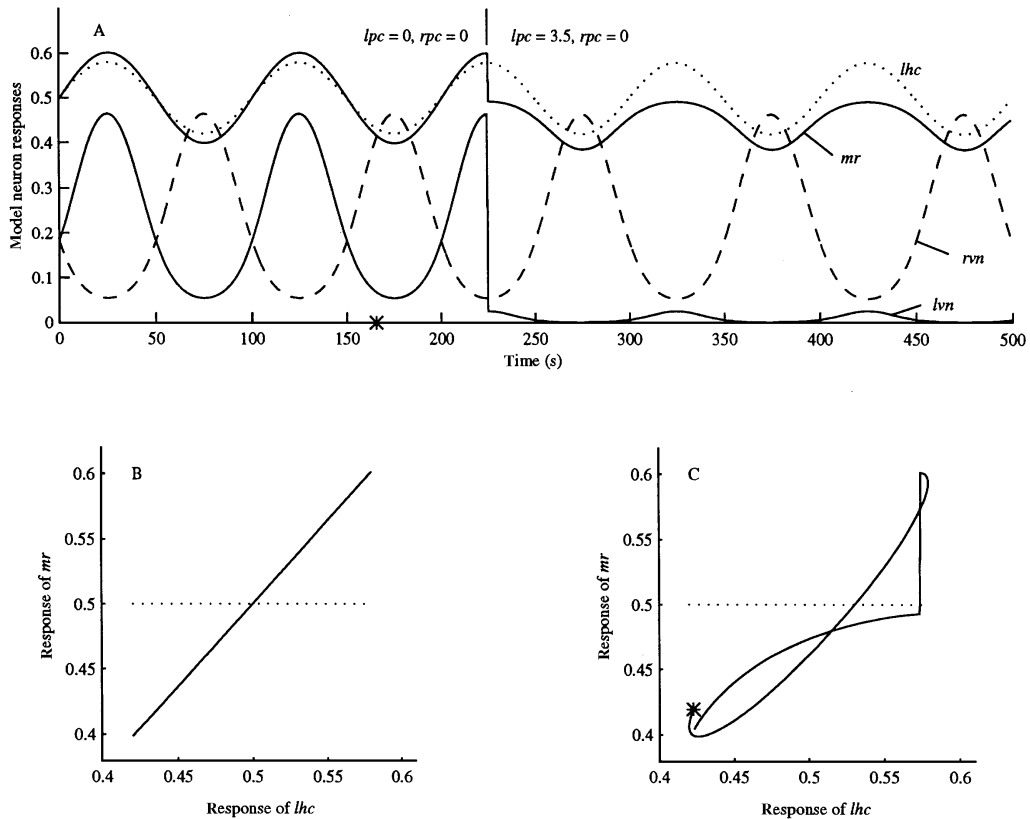 A
lpc = 0, rpc = 0
lpc = 3.5, rpc = 0
0.6
0.5
0.4
0.3
0.2
0.1
0
Model neuron responses
lhc
mr
rvn
lvn
0 50 100 150 200 250 300 350 400 450 500
Time (s)
B
0.6
0.55
0.5
0.45
0.4
Response of mr
0.4 0.45 0.5 0.55 0.6
Response of lhc
C
0.6
0.55
0.5
0.45
0.4
Response of mr
0.4 0.45 0.5 0.55 0.6
Response of lhc